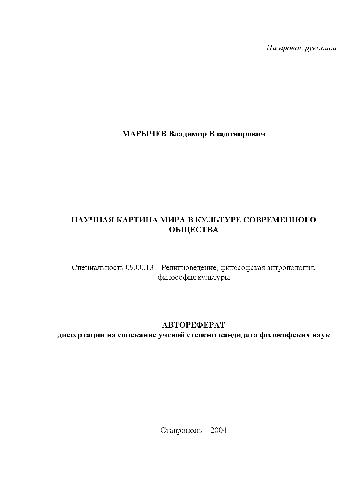 На правах рукописи
МАРЫЧЕВ Владимир Владимирович
НАУЧНАЯ КАРТИНА МИРА В КУЛЬТУРЕ СОВРЕМЕННОГО
ОБЩЕСТВА
Специальность 09.00.13 – Религиоведение, философская антропология,
философия культуры
АВТОРЕФЕРАТ
диссертации на соискание ученой степени кандидата философских наук
Ставрополь – 2004